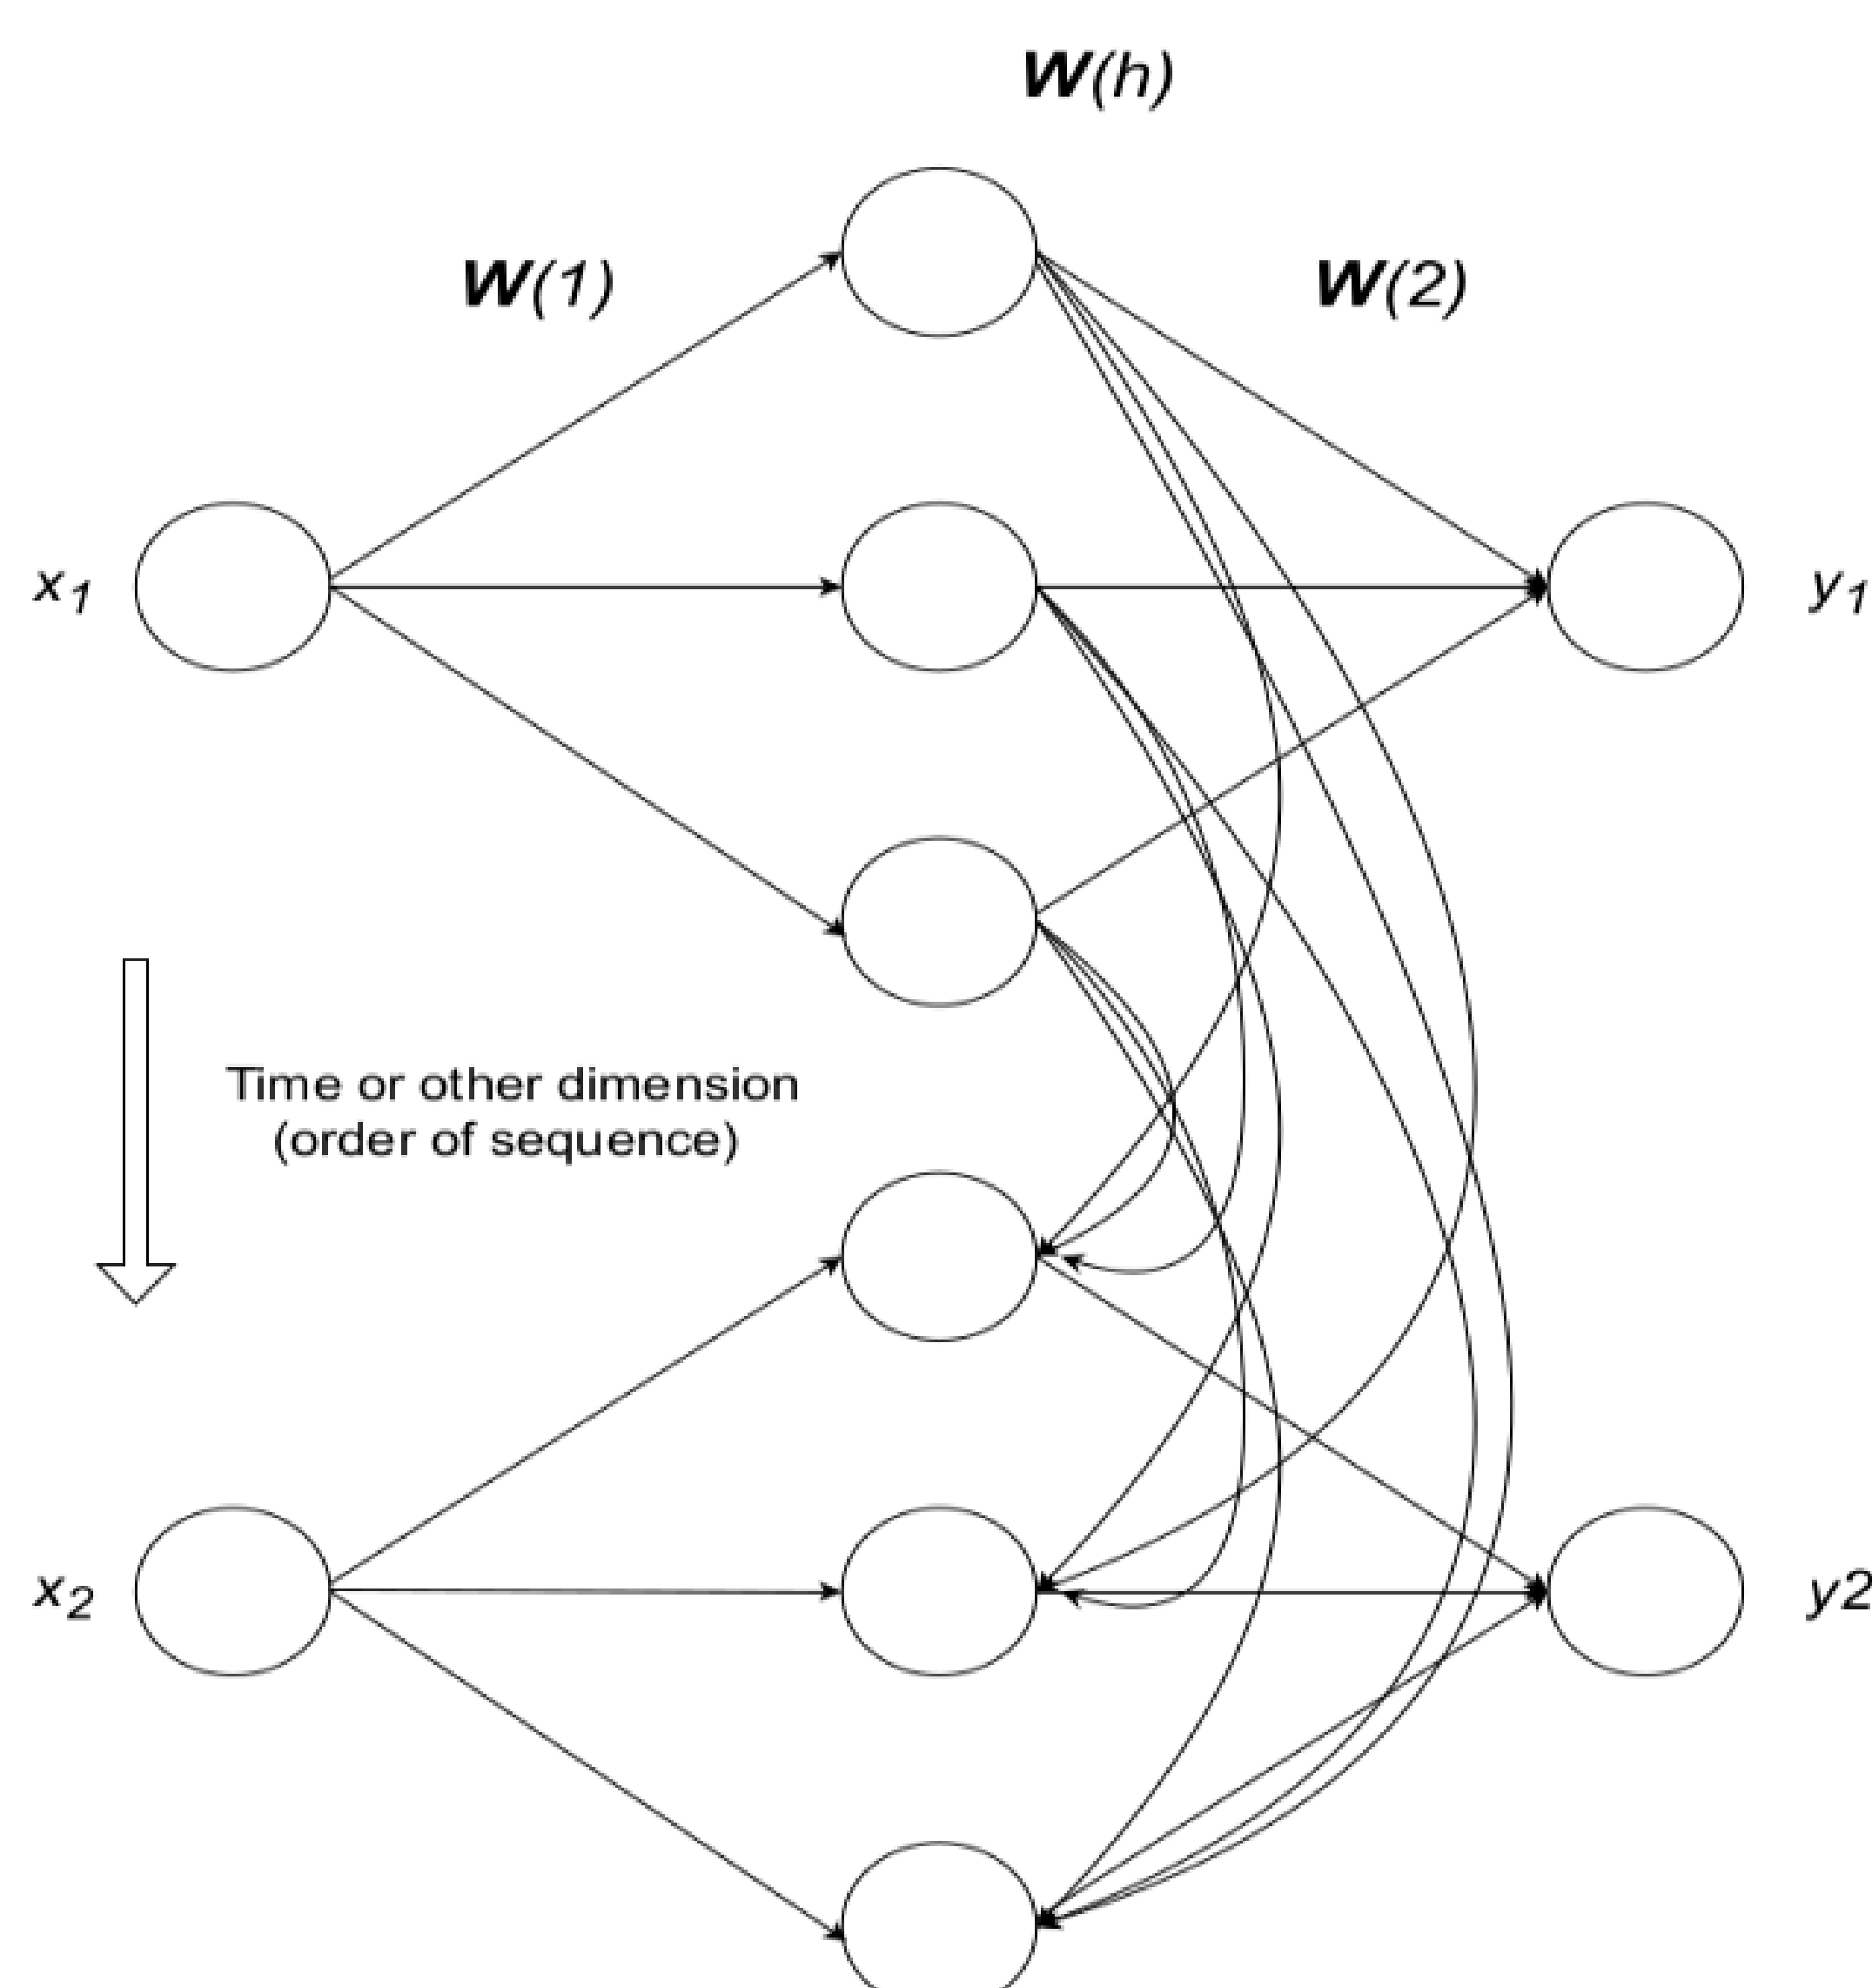 W(h)
W(1)
W(2)
x1
y1
Time or other dimension
(order of sequence)
x2
y2